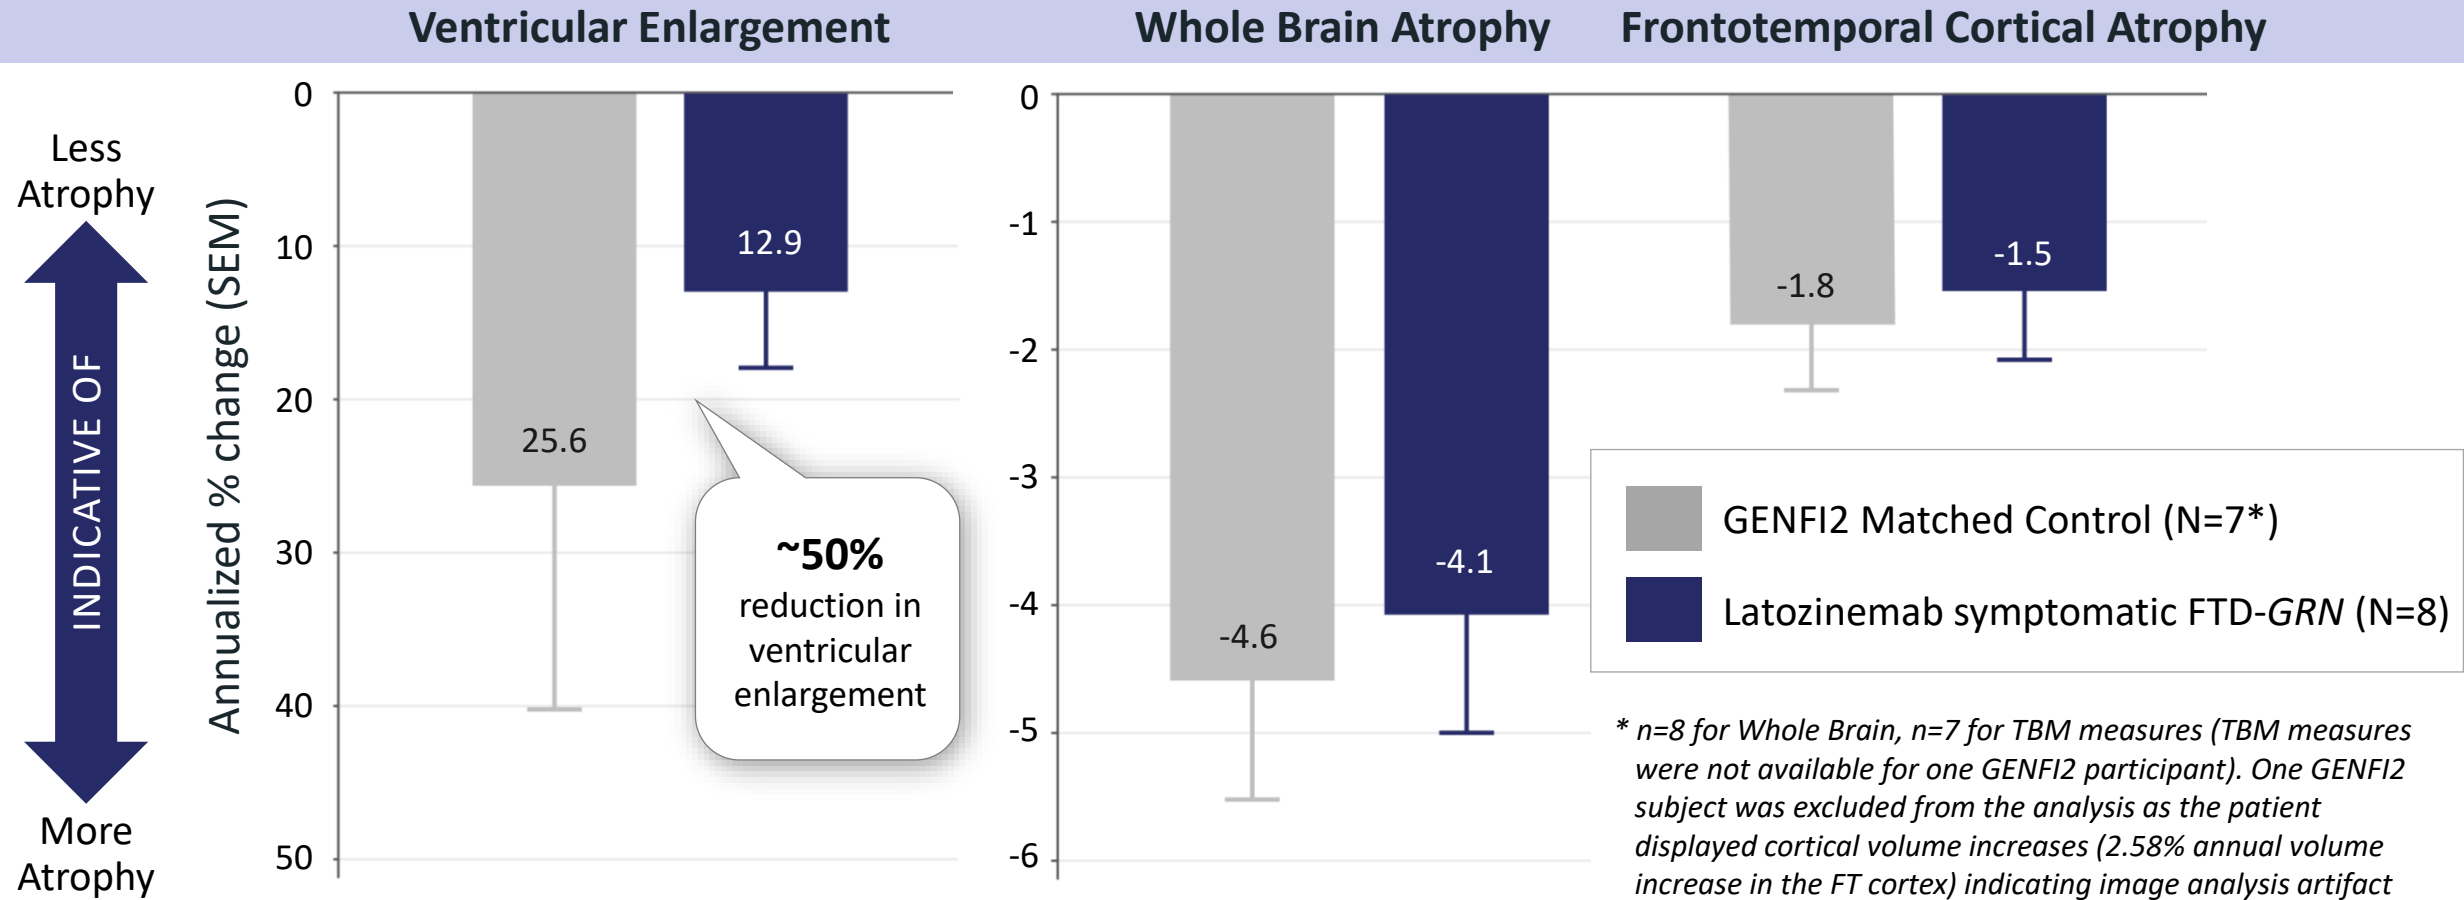 Ventricular Enlargement
Whole Brain Atrophy
Frontotemporal Cortical Atrophy
Less
Atrophy
INDICATIVE OF
More
Atrophy
Annualized % change (SEM)
0
10
20
30
40
50
25.6
12.9
~50%
reduction in
ventricular
enlargement
0
-1
-2
-3
-4
-5
-6
-4.6
-4.1
-1.8
-1.5
GENFI2 Matched Control (N=7*)
Latozinemab symptomatic FTD-GRN (N=8)
* n=8 for Whole Brain, n=7 for TBM measures (TBM measures
were not available for one GENFI2 participant). One GENFI2
subject was excluded from the analysis as the patient
displayed cortical volume increases (2.58% annual volume
increase in the FT cortex) indicating image analysis artifact